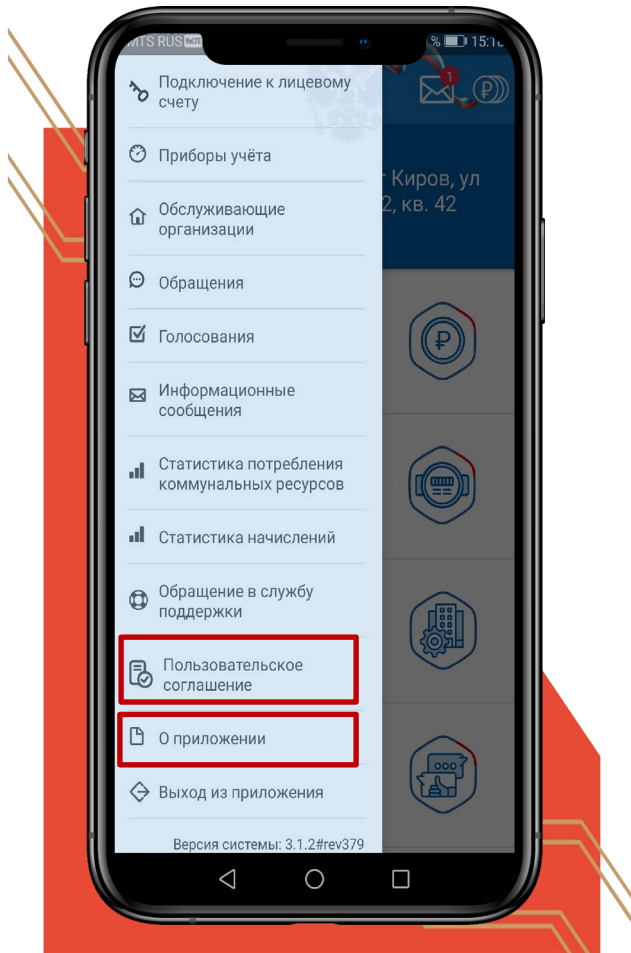 MTS RUS VoLTE
% 15:18
Подключение к лицевому
счету
1
Приборы учёта
г Киров, ул
2, кв. 42
Обслуживающие
организации
Обращения
Голосования
Информационные
сообщения
Статистика потребления
коммунальных ресурсов
Статистика начислений
Обращение в службу
поддержки
Пользовательское
соглашение
О приложении
Выход из приложения
Версия системы: 3.1.2#rev379